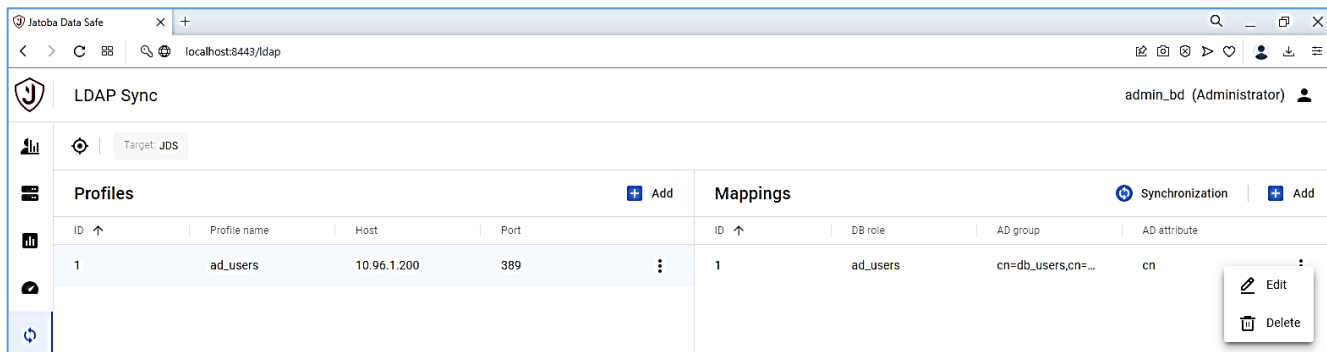 Jatoba Data Safe
localhost:8443/ldap
LDAP Sync
admin_bd (Administrator)
Target: JDS
Profiles
Add
ID Profile name Host Port
1 ad_users 10.96.1.200 389
Mappings
Synchronization
Add
ID DB role AD group AD attribute
1 ad_users cn=db_users,cn=... cn
Edit
Delete